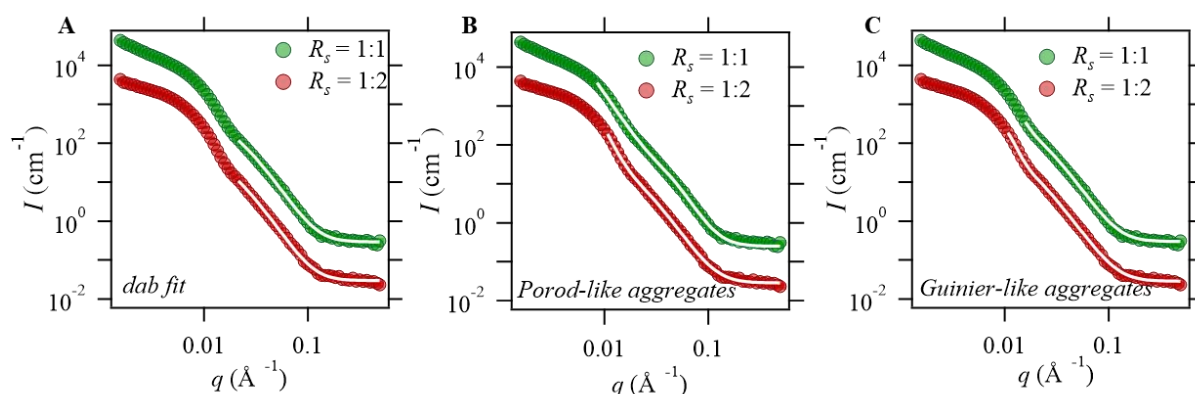 A
R_s = 1:1
R_s = 1:2
10^4
10^2
10^0
10^-2
I (cm^-1)
dab fit
0.01
0.1
q (Å^-1)
B
R_s = 1:1
R_s = 1:2
10^4
10^2
10^0
10^-2
I (cm^-1)
Porod-like aggregates
0.01
0.1
q (Å^-1)
C
R_s = 1:1
R_s = 1:2
10^4
10^2
10^0
10^-2
I (cm^-1)
Guinier-like aggregates
0.01
0.1
q (Å^-1)